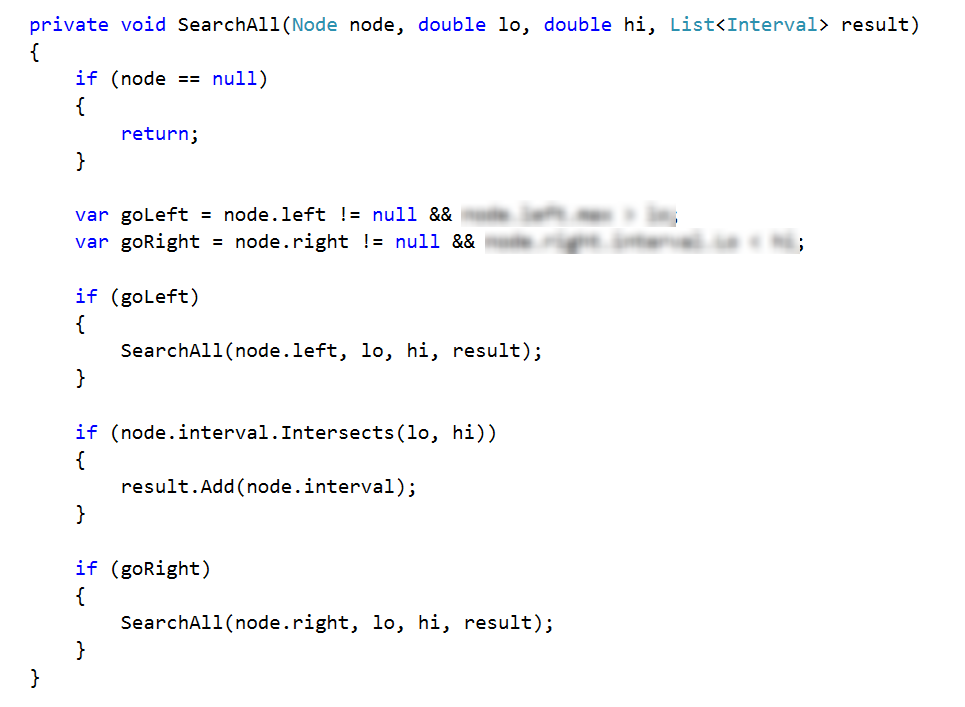 private void SearchAll(Node node, double lo, double hi, List<Interval> result)
{
if (node == null)
{
return;
}
var goLeft = node.left != null && ;
var goRight = node.right != null && ;
if (goLeft)
{
SearchAll(node.left, lo, hi, result);
}
if (node.interval.Intersects(lo, hi))
{
result.Add(node.interval);
}
if (goRight)
{
SearchAll(node.right, lo, hi, result);
}
}